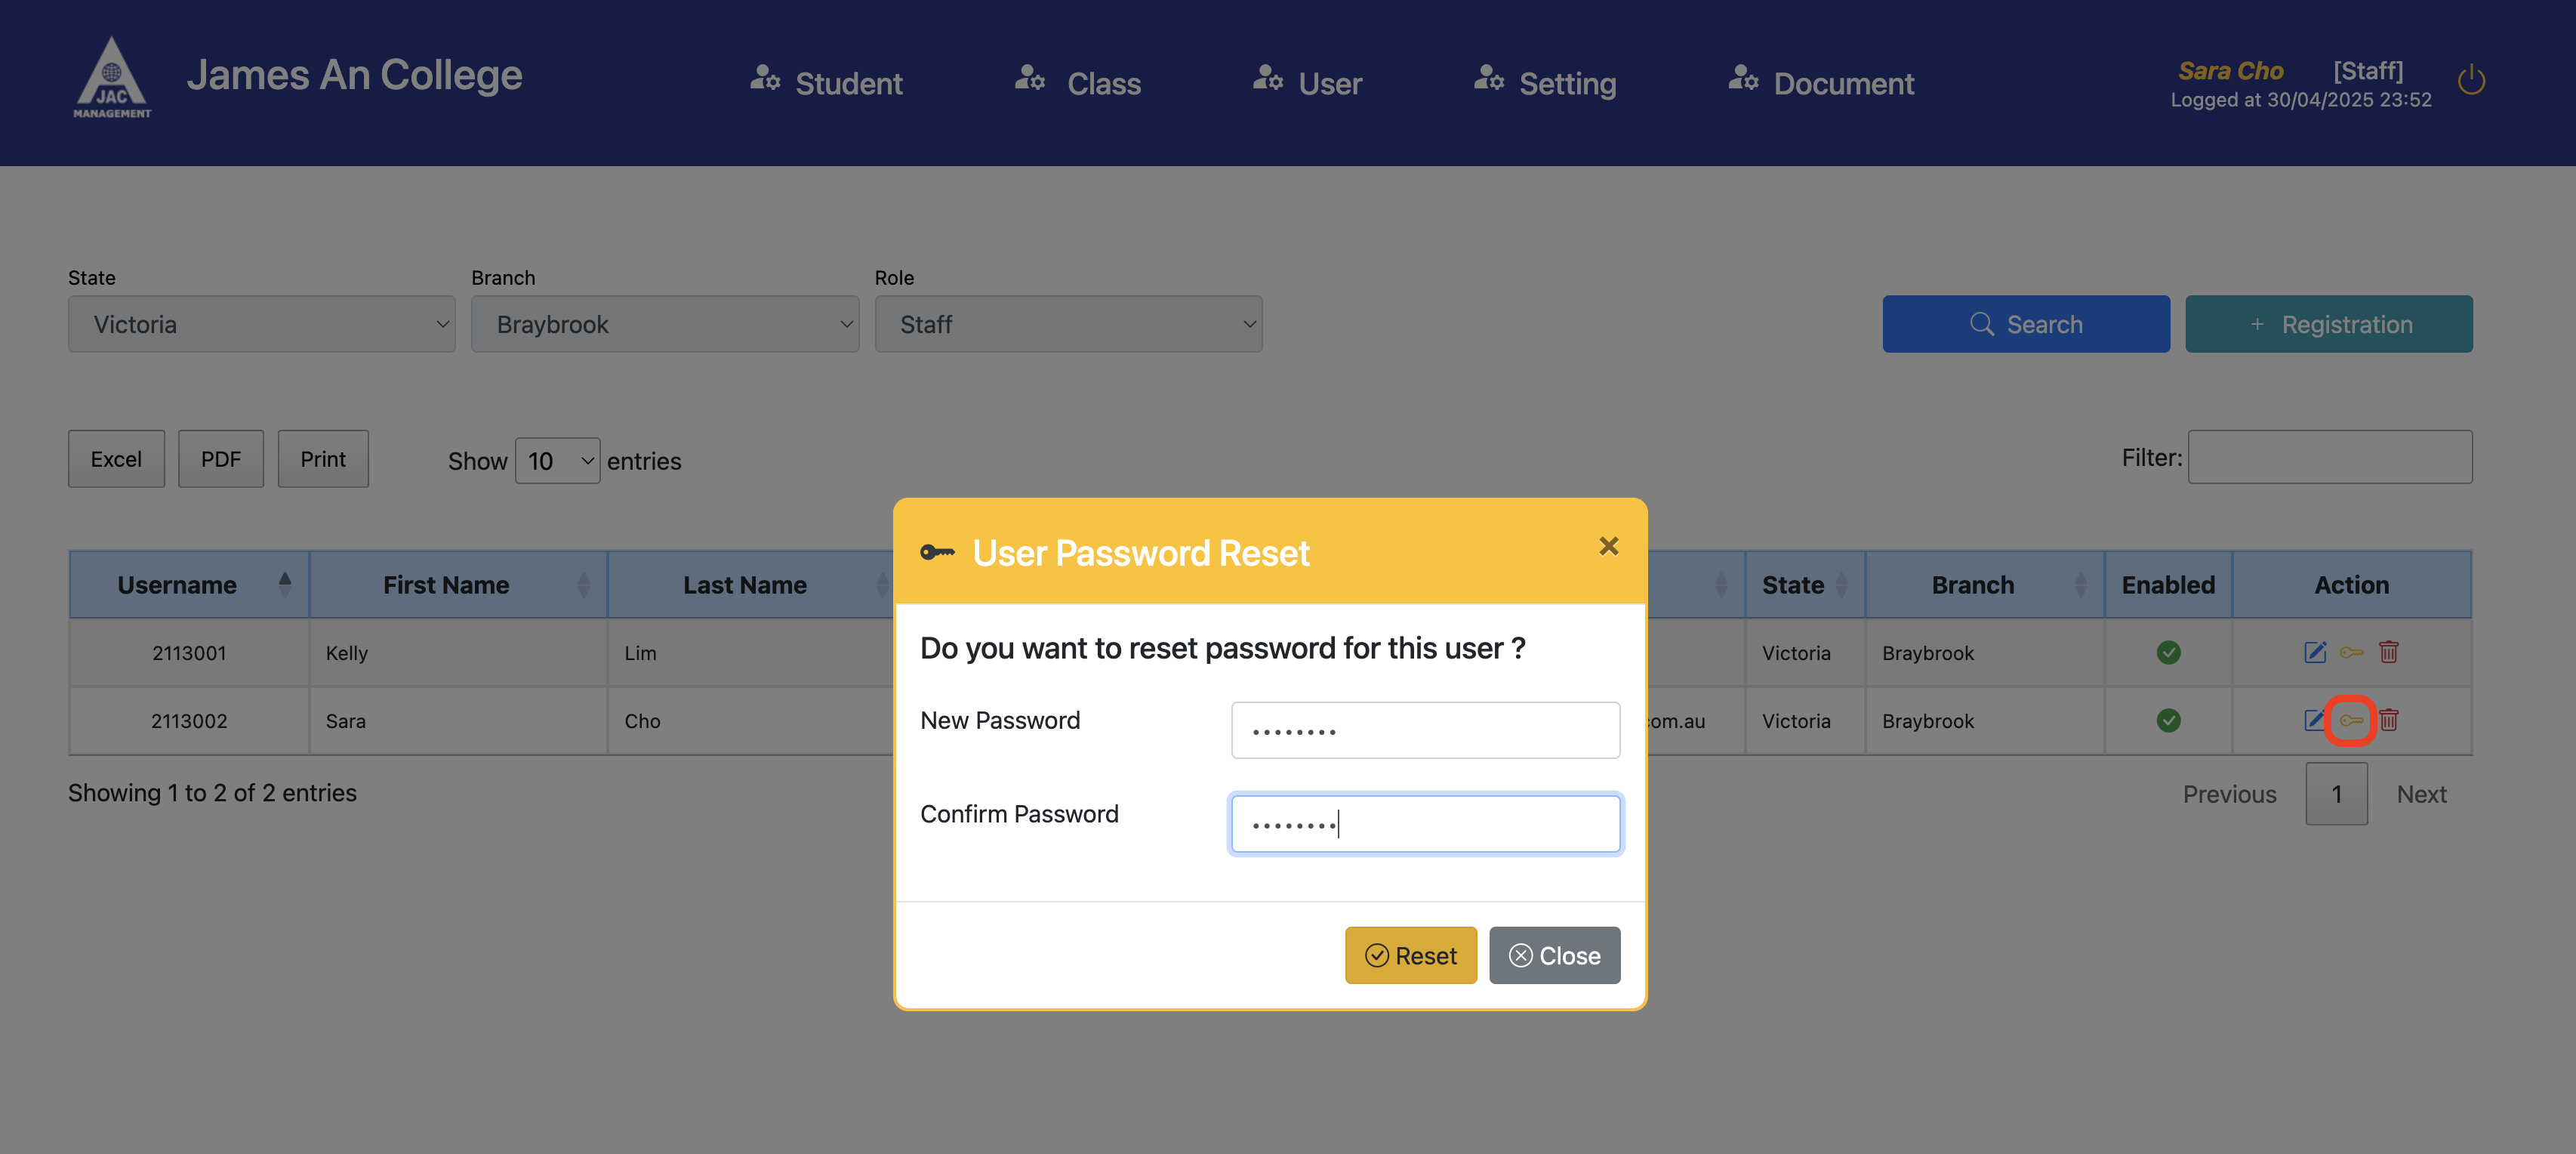 JAC
MANAGEMENT
James An College
Student
Class
User
Setting
Document
Sara Cho [Staff]
Logged at 30/04/2025 23:52
State Branch Role
Victoria Braybrook Staff
Search
+ Registration
Excel PDF Print
Show 10 entries
Filter:
User Password Reset
Username First Name Last Name State Branch Enabled Action
Do you want to reset password for this user ?
2113001 Kelly Lim Victoria Braybrook
New Password ••••••••
2113002 Sara Cho com.au Victoria Braybrook
Confirm Password ••••••••
Showing 1 to 2 of 2 entries
Previous 1 Next
Reset Close